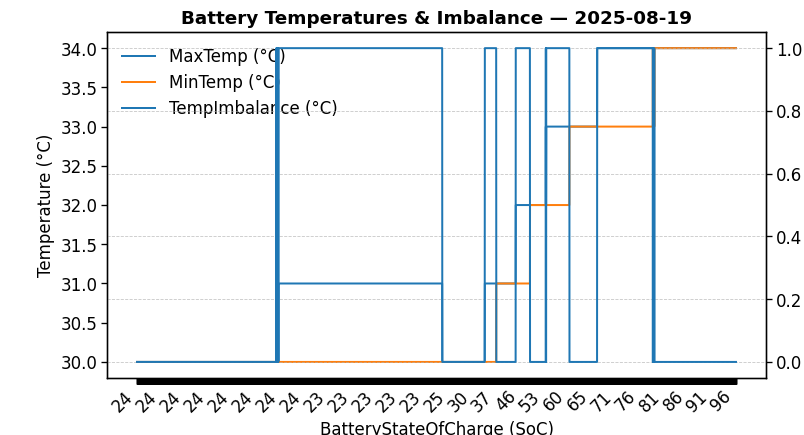 Battery Temperatures & Imbalance — 2025-08-19
MaxTemp (°C)
MinTemp (°C
TempImbalance (°C)
Temperature (°C)
34.0
33.5
33.0
32.5
32.0
31.5
31.0
30.5
30.0
1.0
0.8
0.6
0.4
0.2
0.0
24 24 24 24 24 24 24 24 23 23 23 23 23 25 30 37 46 53 60 65 71 76 81 86 91 96
BatteryStateOfCharge (SoC)